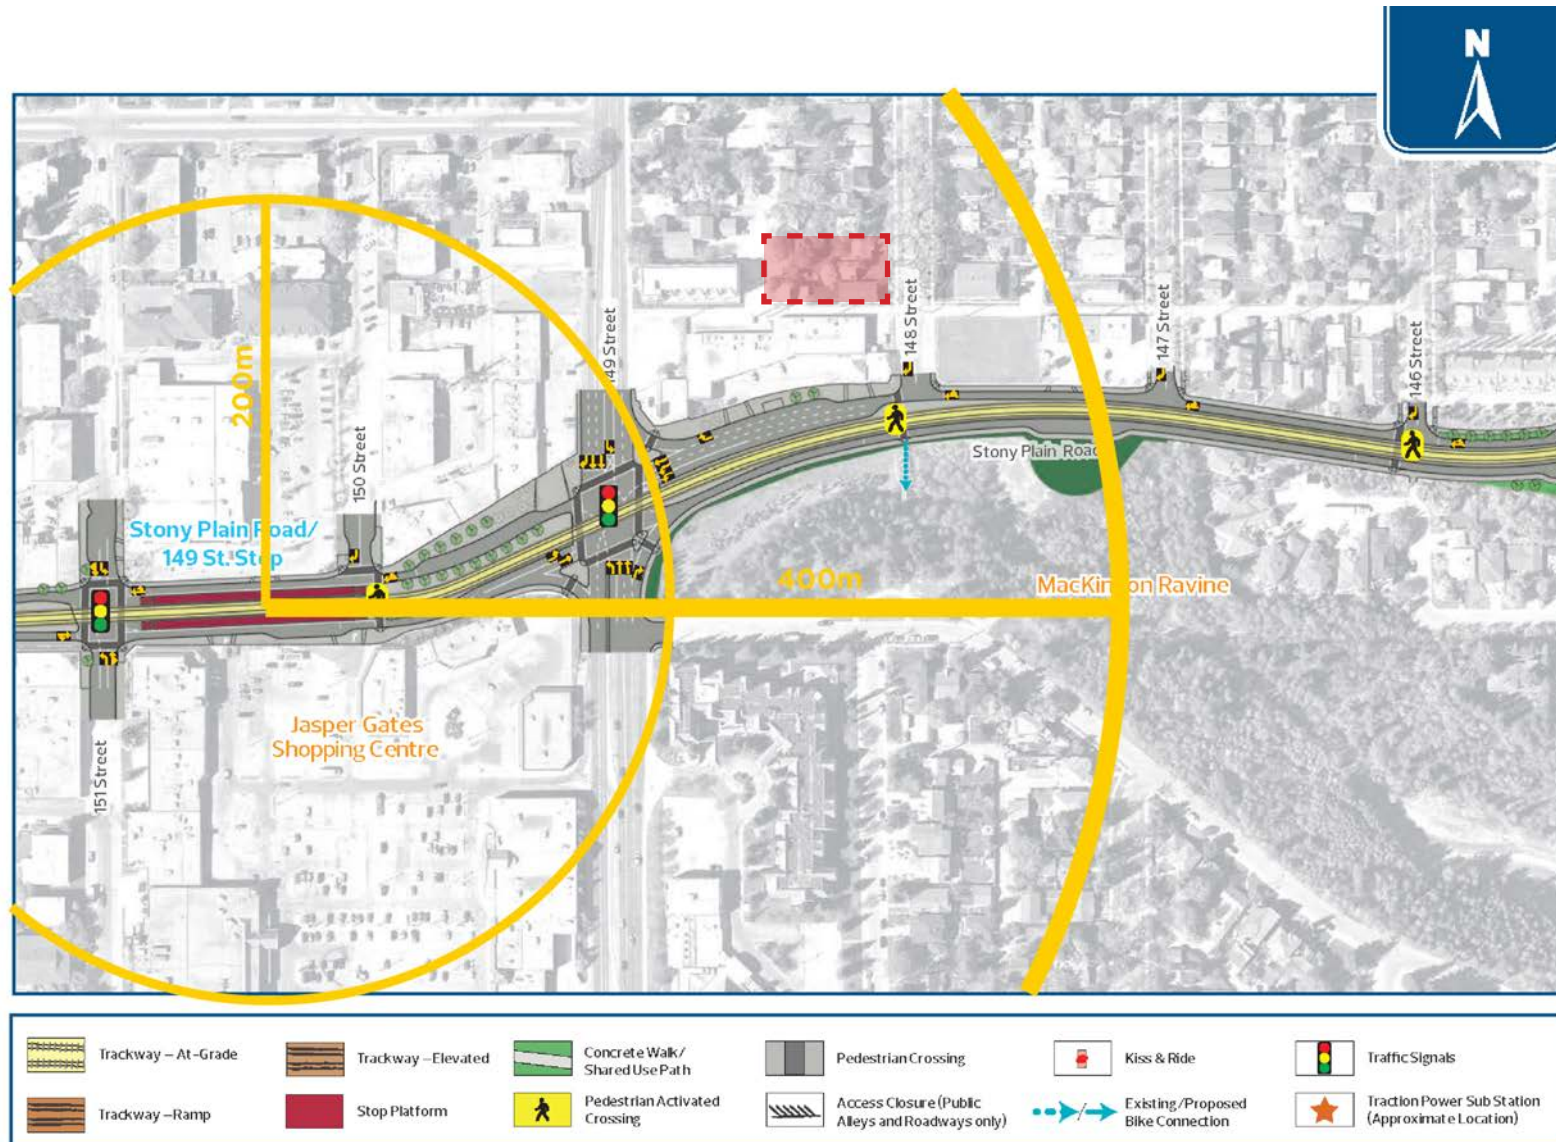 N
200m
149 Street
148 Street
147 Street
146 Street
150 Street
Stony Plain Road
Stony Plain Road/
149 St. Stop
400m
MacKinnon Ravine
Jasper Gates
Shopping Centre
151 Street
Trackway – At-Grade
Trackway –Elevated
Concrete Walk/
Shared Use Path
Pedestrian Crossing
Kiss & Ride
Traffic Signals
Trackway –Ramp
Stop Platform
Pedestrian Activated
Crossing
Access Closure (Public
Alleys and Roadways only)
Existing/Proposed
Bike Connection
Traction Power Sub Station
(Approximate Location)